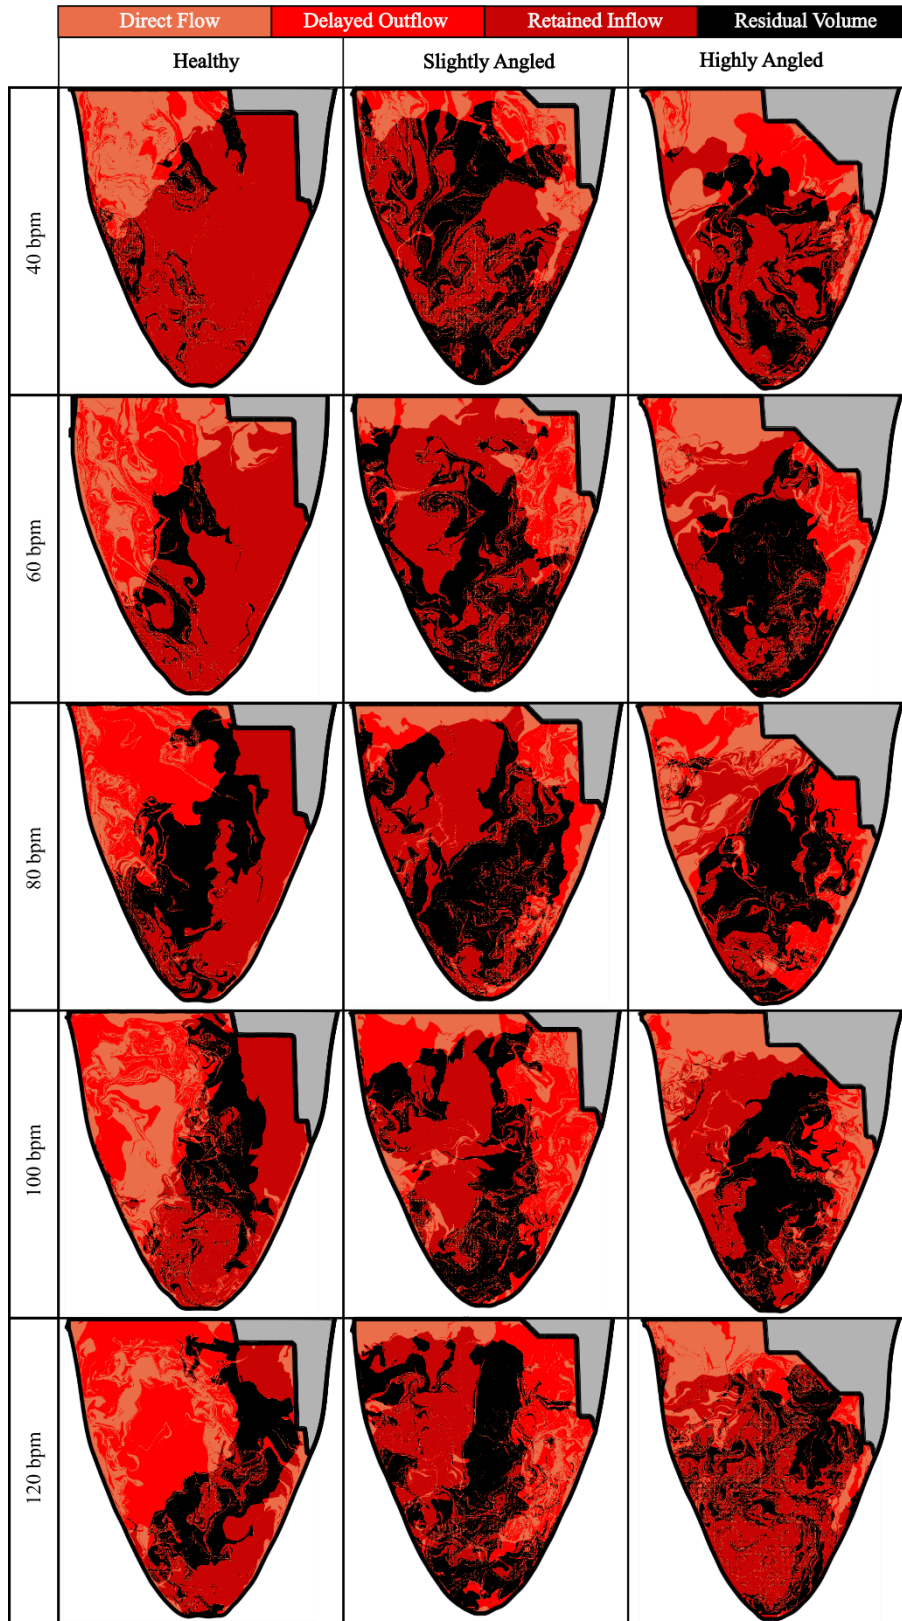 Direct Flow Delayed Outflow Retained Inflow Residual Volume
Healthy Slightly Angled Highly Angled
40 bpm
60 bpm
80 bpm
100 bpm
120 bpm